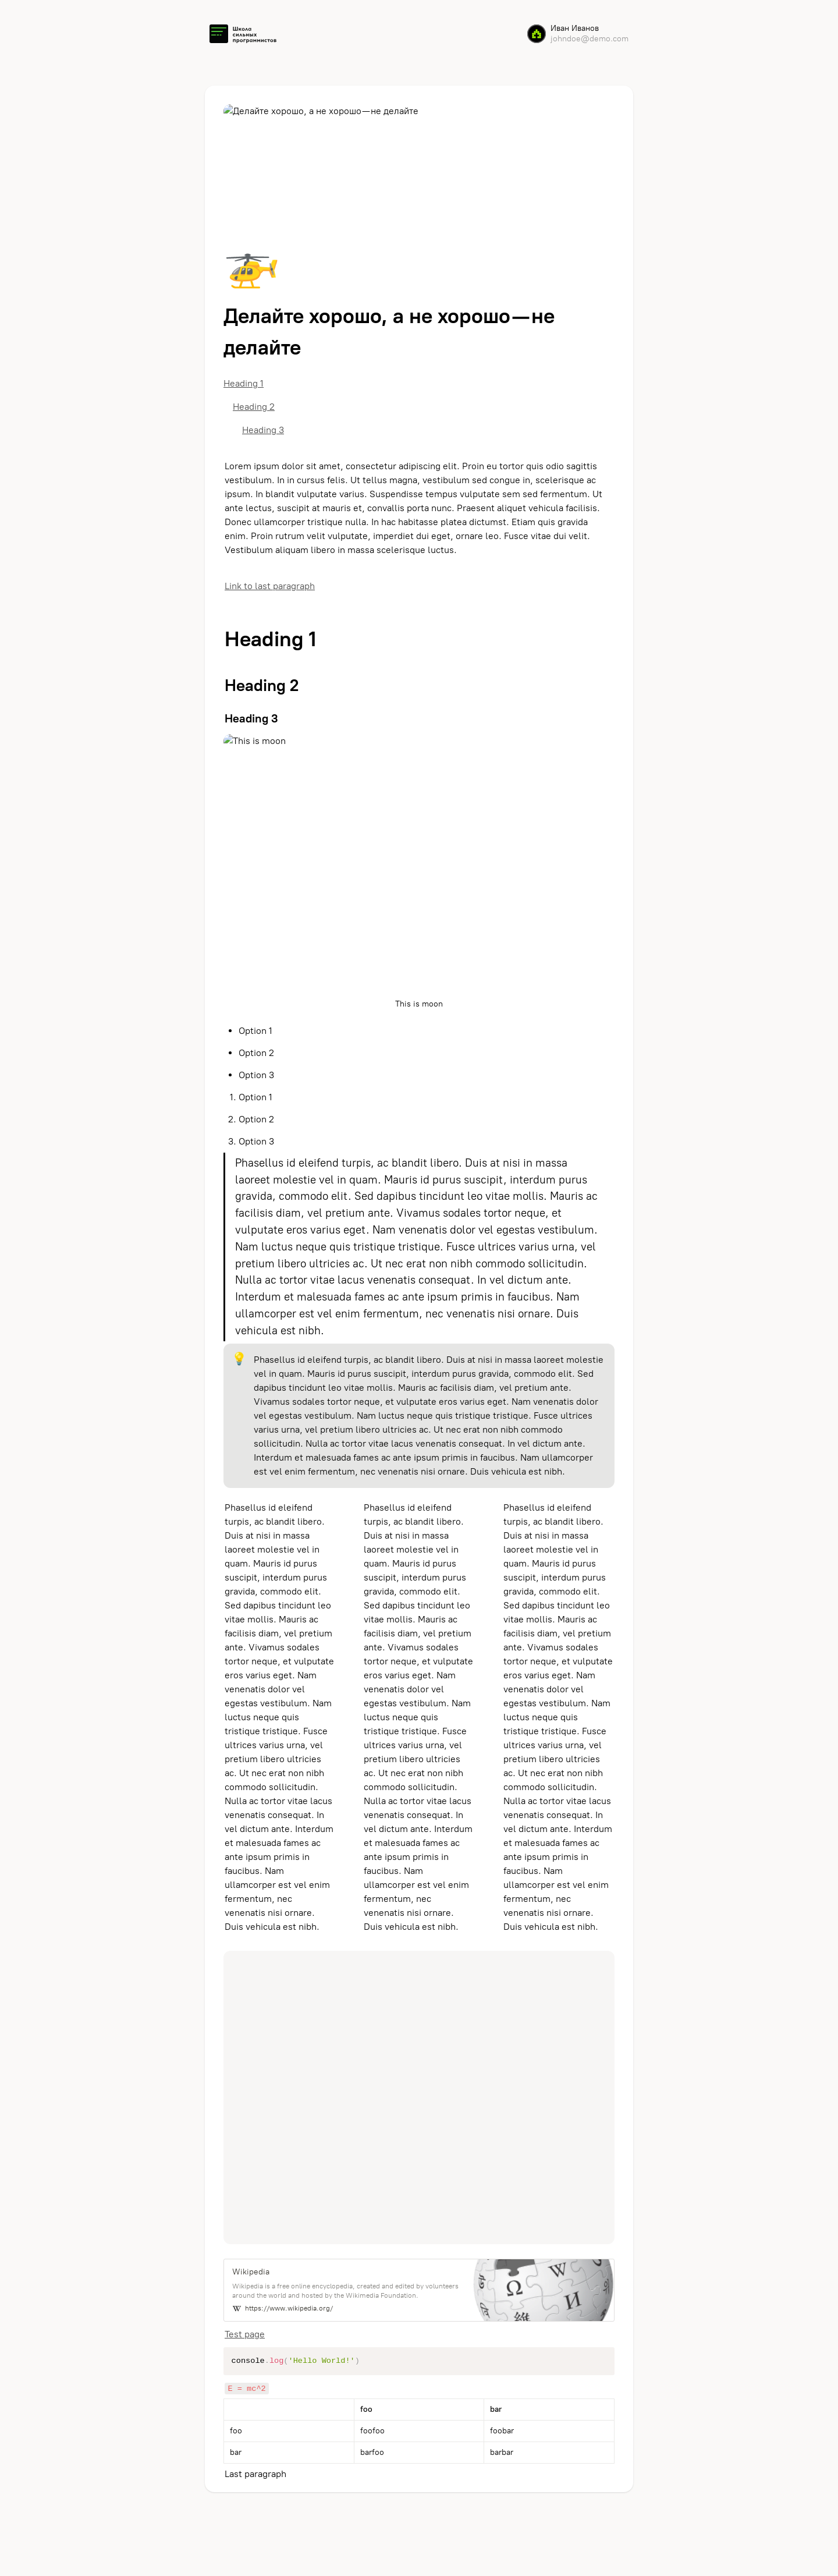 Школа
сильных
программистов
Иван Иванов
johndoe@demo.com
Делайте хорошо, а не хорошо — не делайте
Делайте хорошо, а не хорошо — не
делайте
Heading 1
Heading 2
Heading 3
Lorem ipsum dolor sit amet, consectetur adipiscing elit. Proin eu tortor quis odio sagittis
vestibulum. In in cursus felis. Ut tellus magna, vestibulum sed congue in, scelerisque ac
ipsum. In blandit vulputate varius. Suspendisse tempus vulputate sem sed fermentum. Ut
ante lectus, suscipit at mauris et, convallis porta nunc. Praesent aliquet vehicula facilisis.
Donec ullamcorper tristique nulla. In hac habitasse platea dictumst. Etiam quis gravida
enim. Proin rutrum velit vulputate, imperdiet dui eget, ornare leo. Fusce vitae dui velit.
Vestibulum aliquam libero in massa scelerisque luctus.
Link to last paragraph
Heading 1
Heading 2
Heading 3
This is moon
This is moon
• Option 1
• Option 2
• Option 3
1. Option 1
2. Option 2
3. Option 3
Phasellus id eleifend turpis, ac blandit libero. Duis at nisi in massa
laoreet molestie vel in quam. Mauris id purus suscipit, interdum purus
gravida, commodo elit. Sed dapibus tincidunt leo vitae mollis. Mauris ac
facilisis diam, vel pretium ante. Vivamus sodales tortor neque, et
vulputate eros varius eget. Nam venenatis dolor vel egestas vestibulum.
Nam luctus neque quis tristique tristique. Fusce ultrices varius urna, vel
pretium libero ultricies ac. Ut nec erat non nibh commodo sollicitudin.
Nulla ac tortor vitae lacus venenatis consequat. In vel dictum ante.
Interdum et malesuada fames ac ante ipsum primis in faucibus. Nam
ullamcorper est vel enim fermentum, nec venenatis nisi ornare. Duis
vehicula est nibh.
💡 Phasellus id eleifend turpis, ac blandit libero. Duis at nisi in massa laoreet molestie
vel in quam. Mauris id purus suscipit, interdum purus gravida, commodo elit. Sed
dapibus tincidunt leo vitae mollis. Mauris ac facilisis diam, vel pretium ante.
Vivamus sodales tortor neque, et vulputate eros varius eget. Nam venenatis dolor
vel egestas vestibulum. Nam luctus neque quis tristique tristique. Fusce ultrices
varius urna, vel pretium libero ultricies ac. Ut nec erat non nibh commodo
sollicitudin. Nulla ac tortor vitae lacus venenatis consequat. In vel dictum ante.
Interdum et malesuada fames ac ante ipsum primis in faucibus. Nam ullamcorper
est vel enim fermentum, nec venenatis nisi ornare. Duis vehicula est nibh.
Phasellus id eleifend
turpis, ac blandit libero.
Duis at nisi in massa
laoreet molestie vel in
quam. Mauris id purus
suscipit, interdum purus
gravida, commodo elit.
Sed dapibus tincidunt leo
vitae mollis. Mauris ac
facilisis diam, vel pretium
ante. Vivamus sodales
tortor neque, et vulputate
eros varius eget. Nam
venenatis dolor vel
egestas vestibulum. Nam
luctus neque quis
tristique tristique. Fusce
ultrices varius urna, vel
pretium libero ultricies
ac. Ut nec erat non nibh
commodo sollicitudin.
Nulla ac tortor vitae lacus
venenatis consequat. In
vel dictum ante. Interdum
et malesuada fames ac
ante ipsum primis in
faucibus. Nam
ullamcorper est vel enim
fermentum, nec
venenatis nisi ornare.
Duis vehicula est nibh.
Phasellus id eleifend
turpis, ac blandit libero.
Duis at nisi in massa
laoreet molestie vel in
quam. Mauris id purus
suscipit, interdum purus
gravida, commodo elit.
Sed dapibus tincidunt leo
vitae mollis. Mauris ac
facilisis diam, vel pretium
ante. Vivamus sodales
tortor neque, et vulputate
eros varius eget. Nam
venenatis dolor vel
egestas vestibulum. Nam
luctus neque quis
tristique tristique. Fusce
ultrices varius urna, vel
pretium libero ultricies
ac. Ut nec erat non nibh
commodo sollicitudin.
Nulla ac tortor vitae lacus
venenatis consequat. In
vel dictum ante. Interdum
et malesuada fames ac
ante ipsum primis in
faucibus. Nam
ullamcorper est vel enim
fermentum, nec
venenatis nisi ornare.
Duis vehicula est nibh.
Phasellus id eleifend
turpis, ac blandit libero.
Duis at nisi in massa
laoreet molestie vel in
quam. Mauris id purus
suscipit, interdum purus
gravida, commodo elit.
Sed dapibus tincidunt leo
vitae mollis. Mauris ac
facilisis diam, vel pretium
ante. Vivamus sodales
tortor neque, et vulputate
eros varius eget. Nam
venenatis dolor vel
egestas vestibulum. Nam
luctus neque quis
tristique tristique. Fusce
ultrices varius urna, vel
pretium libero ultricies
ac. Ut nec erat non nibh
commodo sollicitudin.
Nulla ac tortor vitae lacus
venenatis consequat. In
vel dictum ante. Interdum
et malesuada fames ac
ante ipsum primis in
faucibus. Nam
ullamcorper est vel enim
fermentum, nec
venenatis nisi ornare.
Duis vehicula est nibh.
Wikipedia
Wikipedia is a free online encyclopedia, created and edited by volunteers
around the world and hosted by the Wikimedia Foundation.
W https://www.wikipedia.org/
Ω W И 維
Test page
console.log('Hello World!')
E = mc^2
foo bar
foo foofoo foobar
bar barfoo barbar
Last paragraph